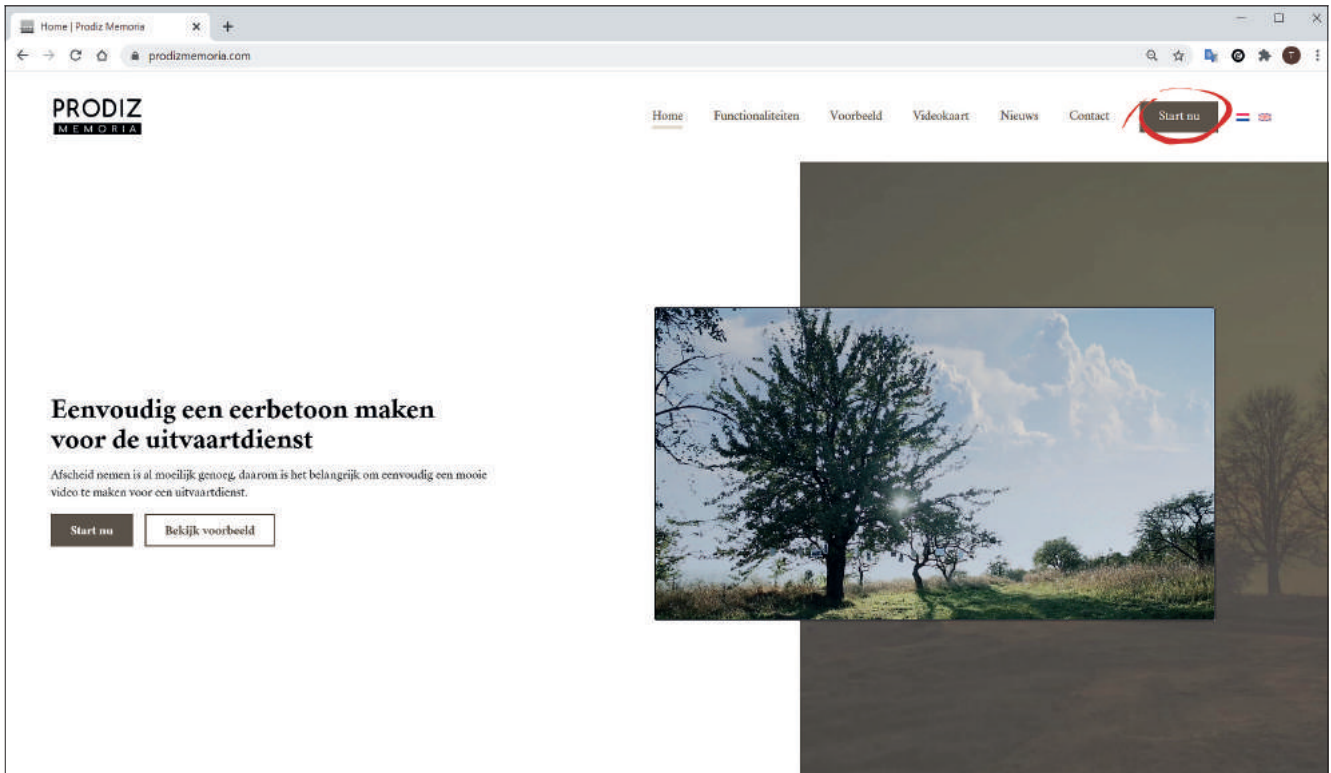 Home | Prodiz Memoria
prodizmemoria.com
T
PRODIZ
MEMORIA
Home Functionaliteiten Voorbeeld Videokaart Nieuws Contact Start nu
Eenvoudig een eerbetoon maken
voor de uitvaartdienst
Afscheid nemen is al moeilijk genoeg, daarom is het belangrijk om eenvoudig een mooie
video te maken voor een uitvaartdienst.
Start nu Bekijk voorbeeld